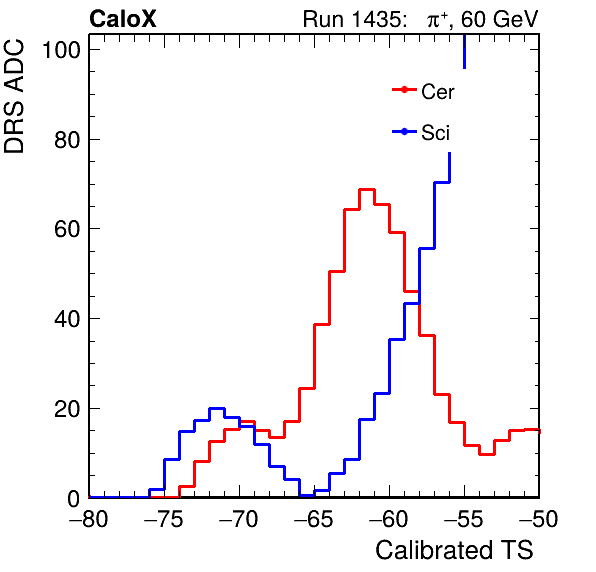 CaloX Run 1435: π⁺, 60 GeV
DRS ADC
100
80
60
40
20
0
Cer
Sci
−80 −75 −70 −65 −60 −55 −50
Calibrated TS